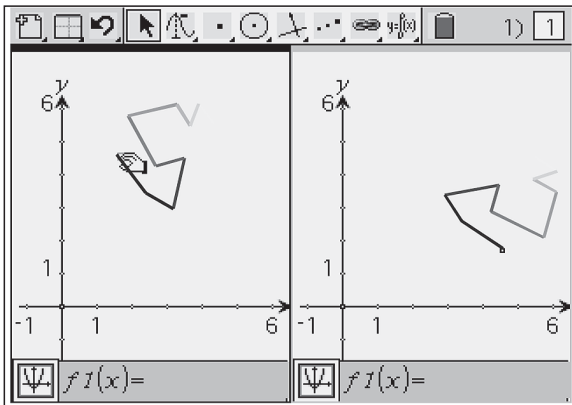 y=f(x) 1) 1
y y
6 6
1 1
-1 1 6 -1 1 6
f1(x)= f1(x)=